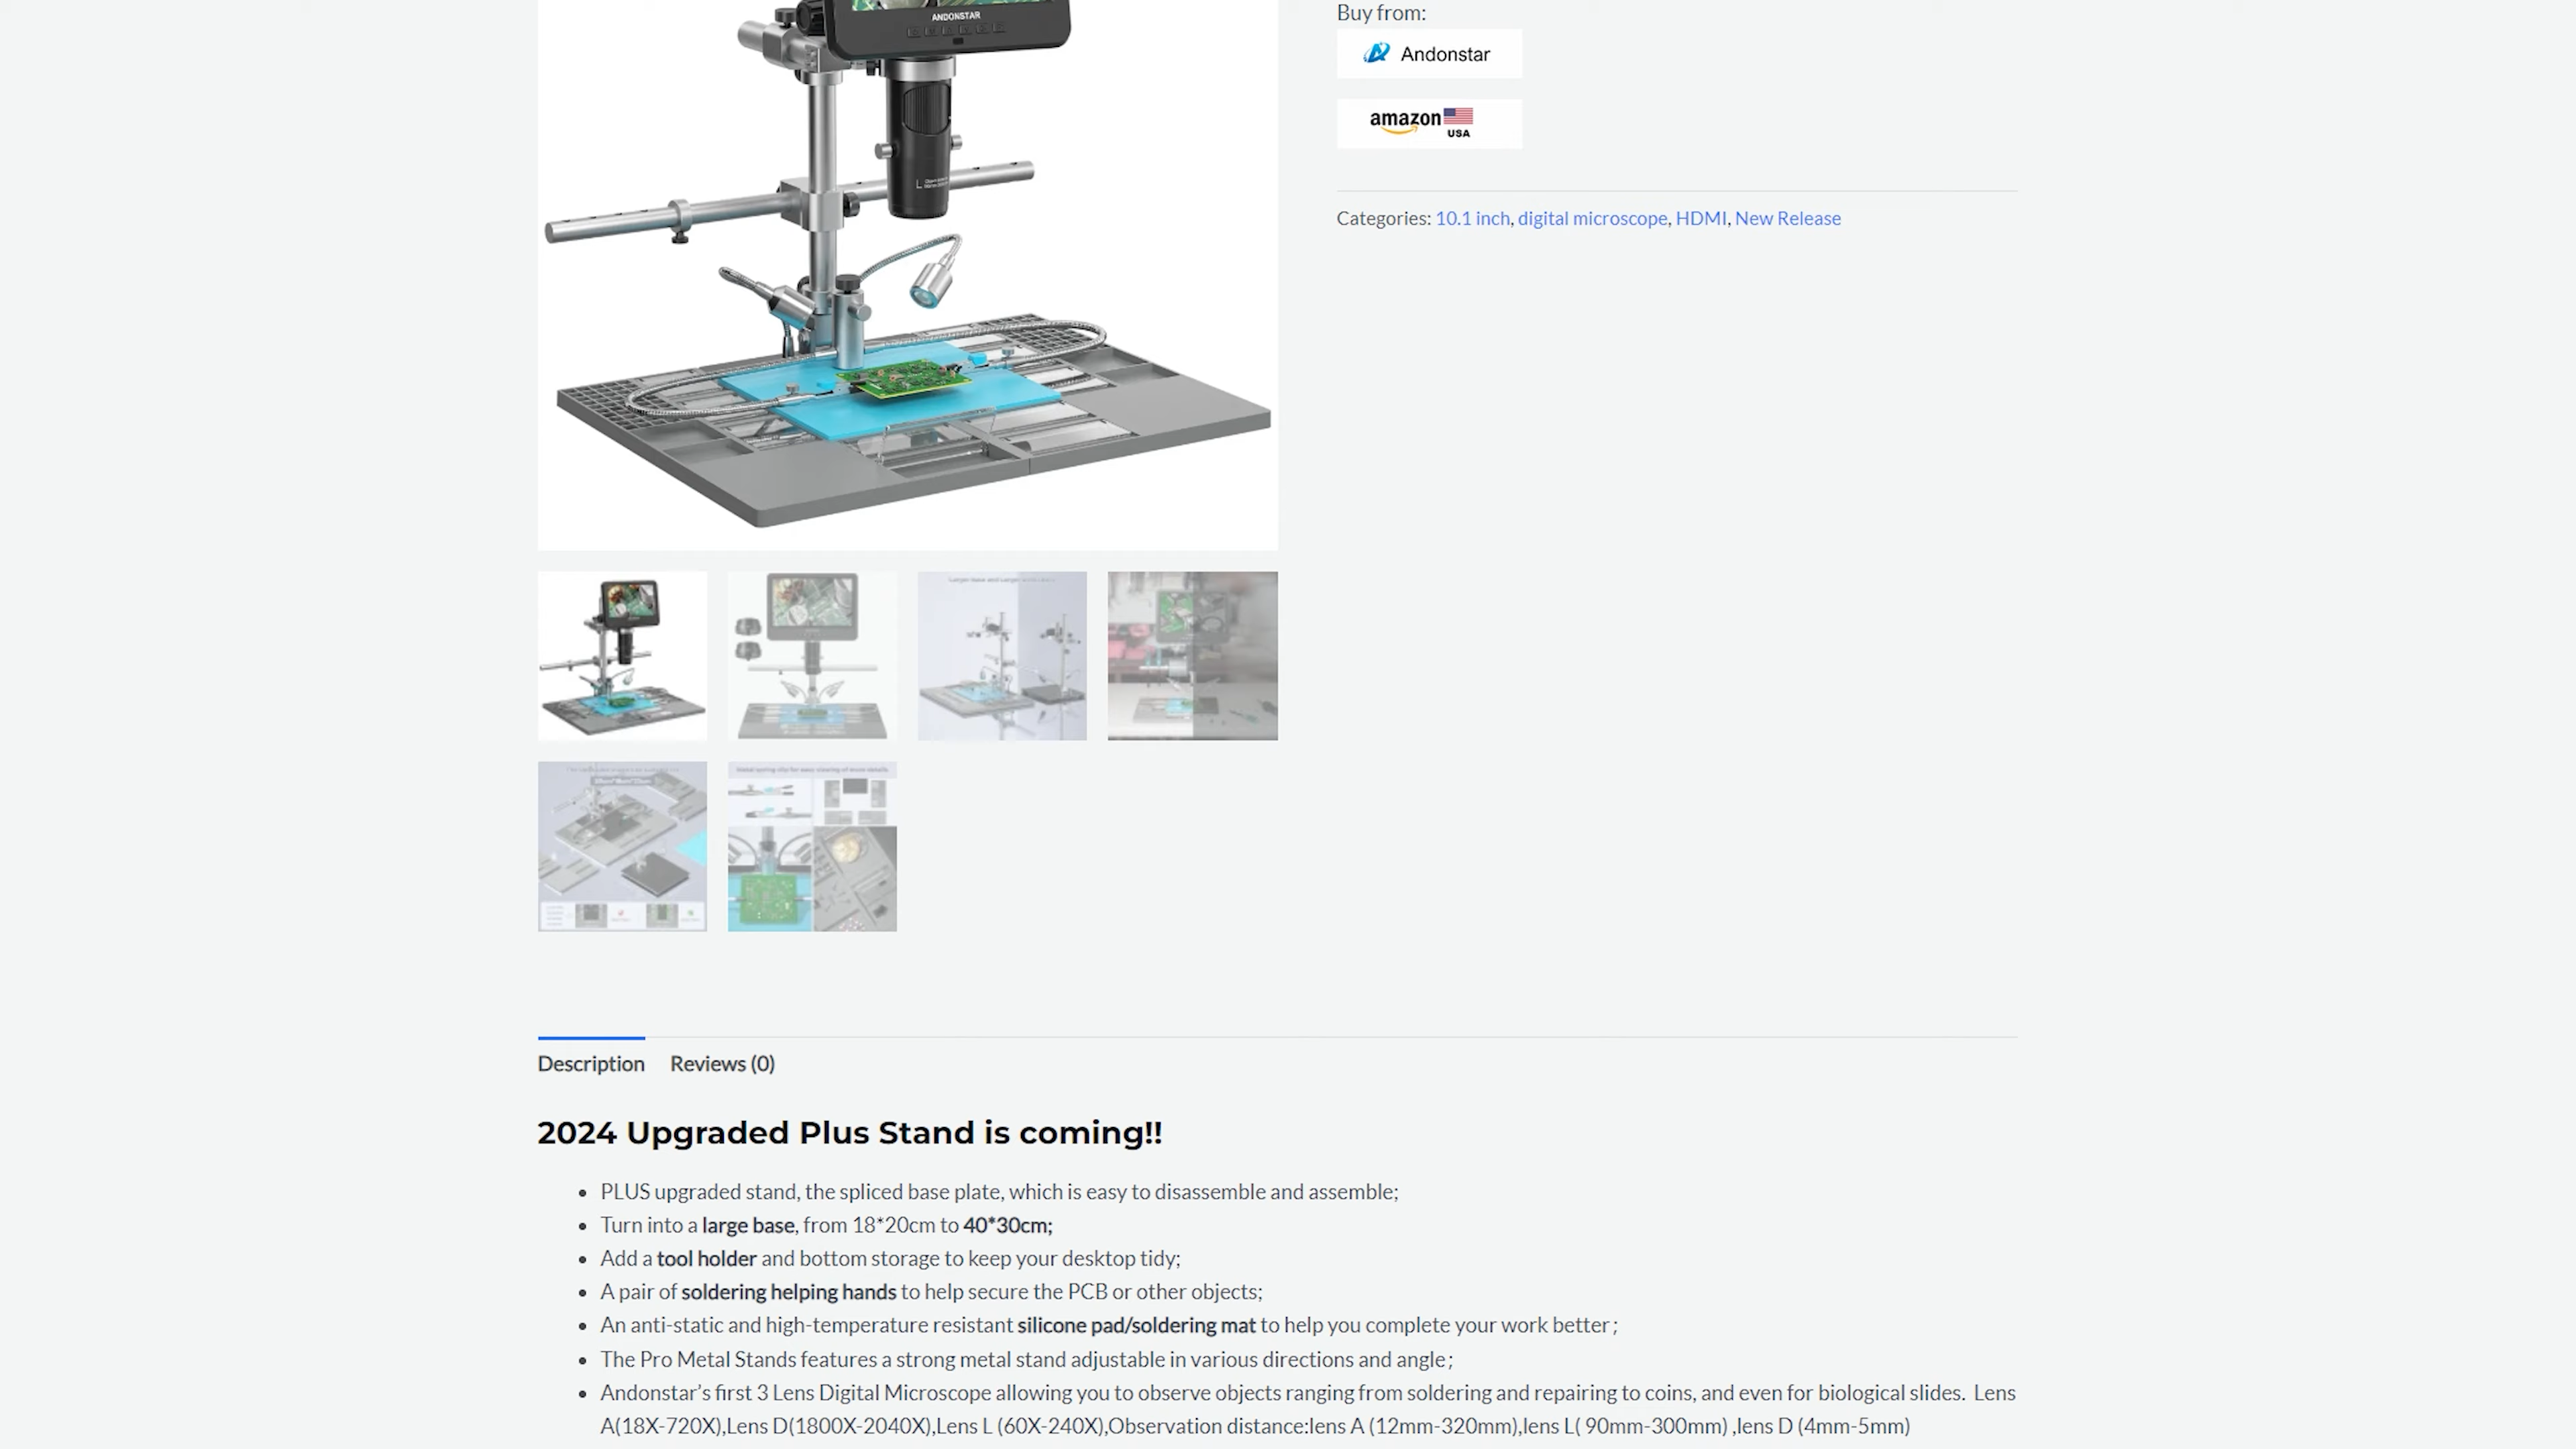 ANDONSTAR
L
Buy from:
Andonstar
amazon
USA
Categories: 10.1 inch, digital microscope, HDMI, New Release
Description
Reviews (0)
2024 Upgraded Plus Stand is coming!!
• PLUS upgraded stand, the spliced base plate, which is easy to disassemble and assemble;
• Turn into a large base, from 18*20cm to 40*30cm;
• Add a tool holder and bottom storage to keep your desktop tidy;
• A pair of soldering helping hands to help secure the PCB or other objects;
• An anti-static and high-temperature resistant silicone pad/soldering mat to help you complete your work better;
• The Pro Metal Stands features a strong metal stand adjustable in various directions and angle;
• Andonstar’s first 3 Lens Digital Microscope allowing you to observe objects ranging from soldering and repairing to coins, and even for biological slides. Lens
A(18X-720X),Lens D(1800X-2040X),Lens L (60X-240X),Observation distance:lens A (12mm-320mm),lens L( 90mm-300mm) ,lens D (4mm-5mm)